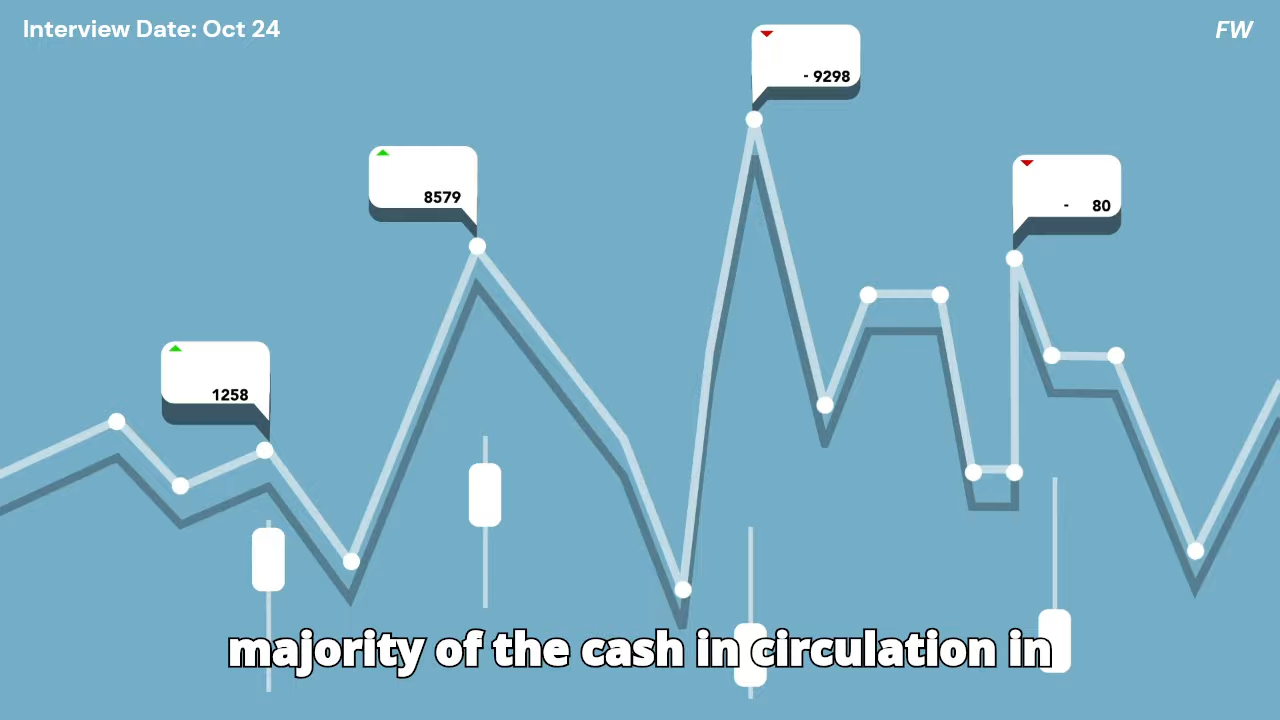 Interview Date: Oct 24
FW
- 9298
8579
- 80
1258
majority of the cash in circulation in